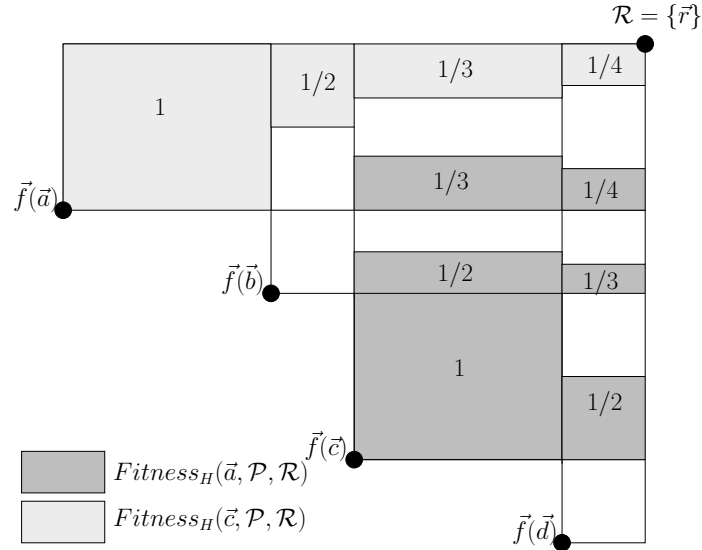 R = {r⃗}
1 1/2 1/3 1/4
1/3 1/4
f⃗(a⃗)
1/2 1/3
f⃗(b⃗)
1
1/2
f⃗(c⃗)
Fitness_H(a⃗, P, R)
Fitness_H(c⃗, P, R)
f⃗(d⃗)